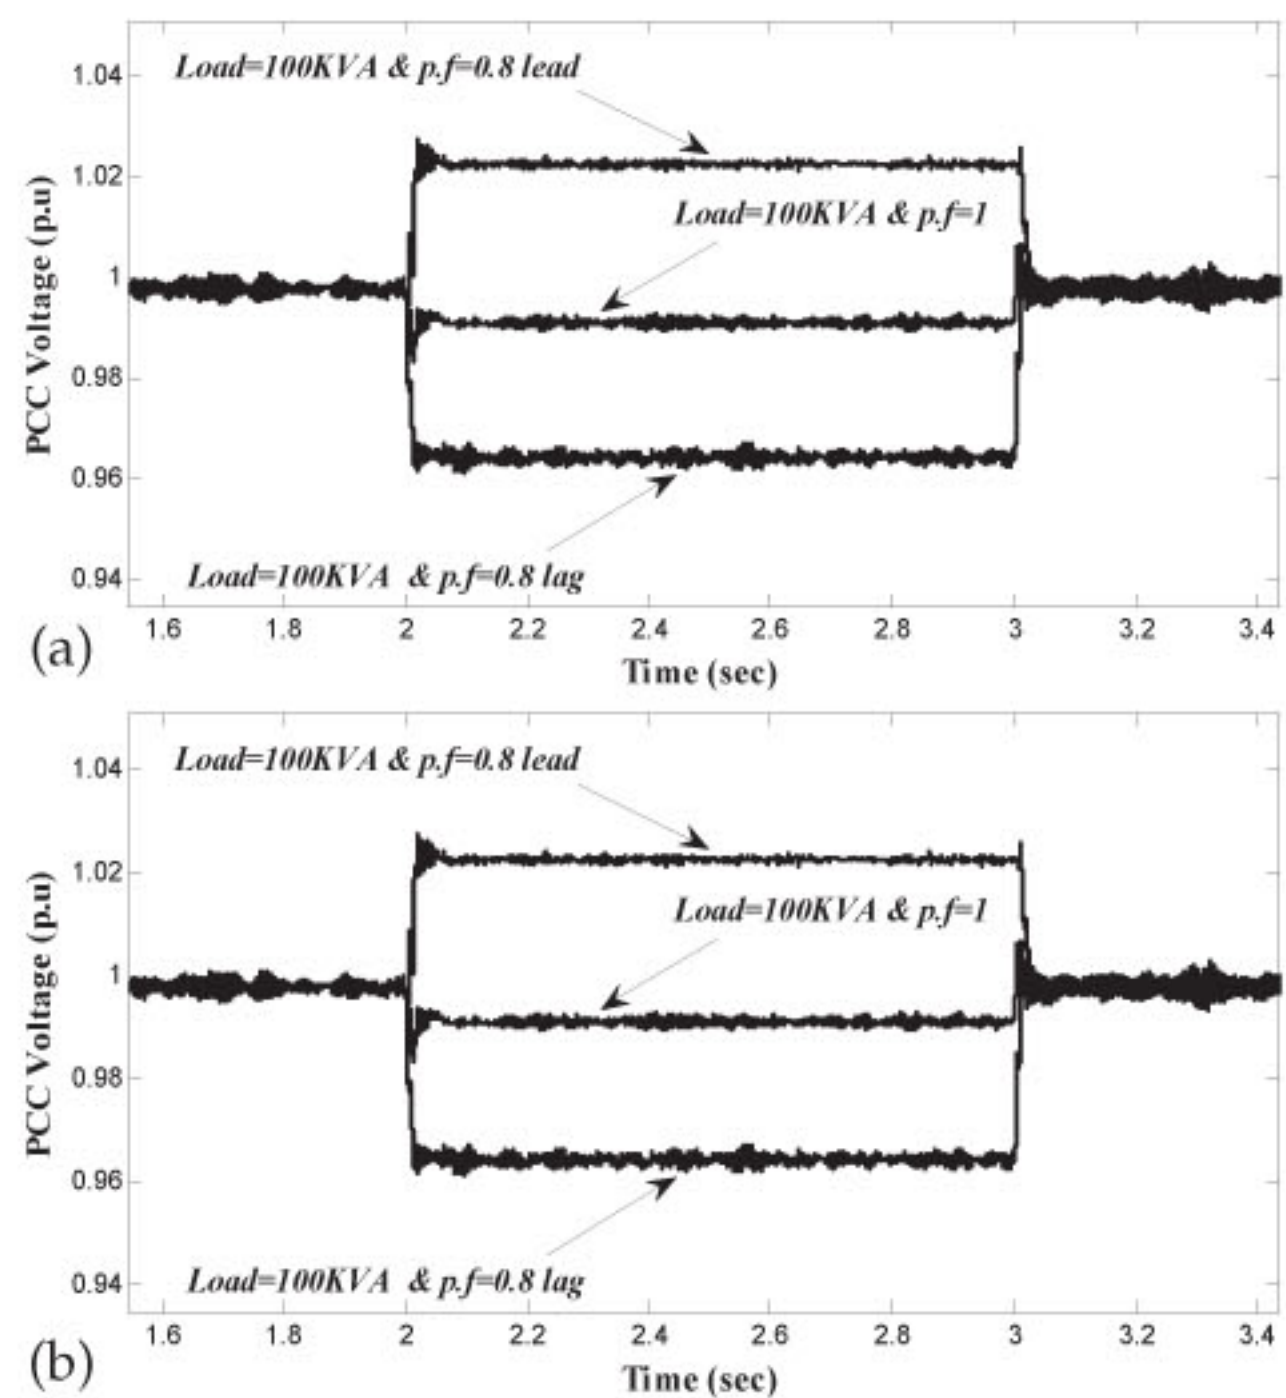 Load=100KVA & p.f=0.8 lead
Load=100KVA & p.f=1
Load=100KVA & p.f=0.8 lag
PCC Voltage (p.u)
1.04
1.02
1
0.98
0.96
0.94
1.6 1.8 2 2.2 2.4 2.6 2.8 3 3.2 3.4
Time (sec)
(a)
Load=100KVA & p.f=0.8 lead
Load=100KVA & p.f=1
Load=100KVA & p.f=0.8 lag
PCC Voltage (p.u)
1.04
1.02
1
0.98
0.96
0.94
1.6 1.8 2 2.2 2.4 2.6 2.8 3 3.2 3.4
Time (sec)
(b)